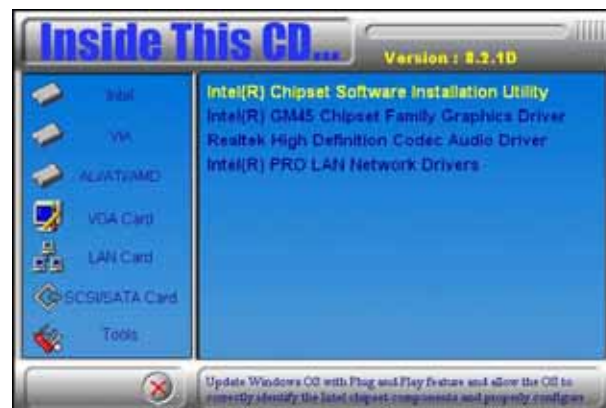 Inside This CD...
Version : 8.2.1D
Intel
VIA
ALI/ATI/AMD
VGA Card
LAN Card
SCSI/SATA Card
Tools
Intel(R) Chipset Software Installation Utility
Intel(R) GM45 Chipset Family Graphics Driver
Realtek High Definition Codec Audio Driver
Intel(R) PRO LAN Network Drivers
Update Windows OS with Plug and Play feature and allow the OS to
correctly identify the Intel chipset components and properly configure